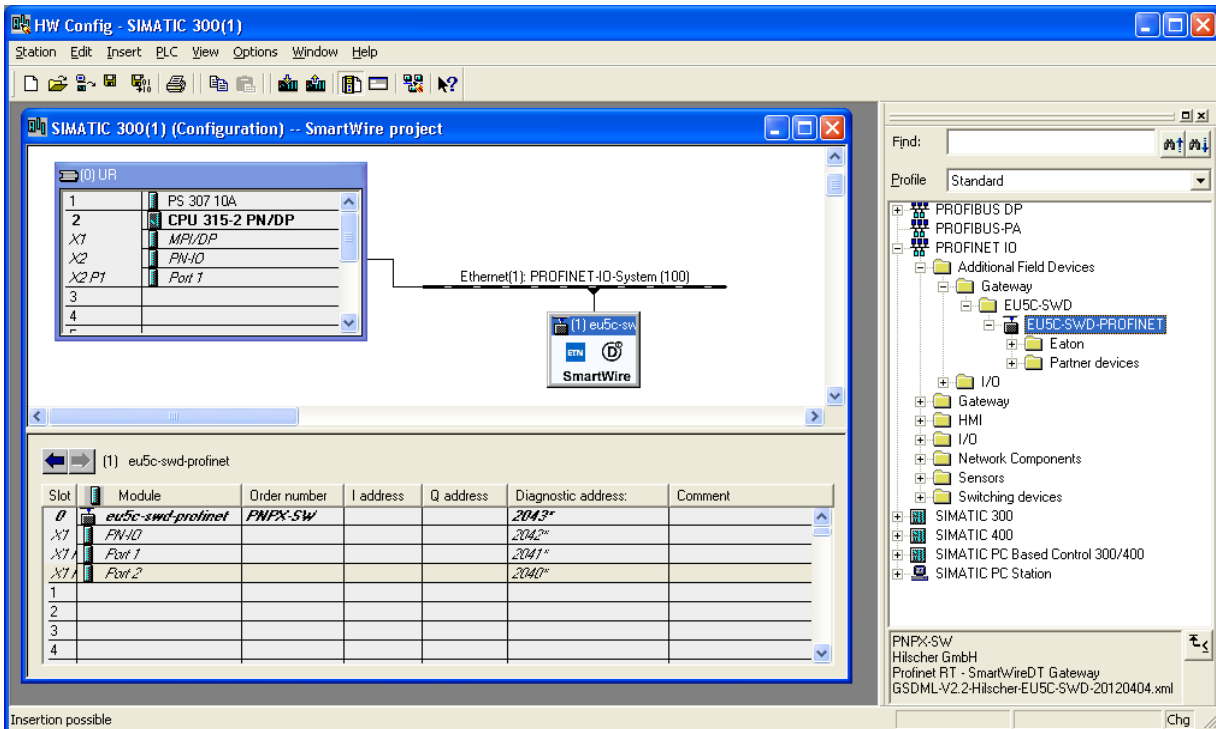 HW Config - SIMATIC 300(1)
Station Edit Insert PLC View Options Window Help
SIMATIC 300(1) (Configuration) -- SmartWire project
(0) UR
1 PS 307 10A
2 CPU 315-2 PN/DP
X1 MPI/DP
X2 PN-IO
X2 P1 Port 1
3
4
Ethernet(1): PROFINET-IO-System (100)
(1) eu5c-sw
ETN
SmartWire
(1) eu5c-swd-profinet
Slot Module Order number I address Q address Diagnostic address: Comment
0 eu5c-swd-profinet PNPX-SW 2043*
X1 PN-IO 2042*
X1 Port 1 2041*
X1 Port 2 2040*
1
2
3
4
Find:
Profile Standard
PROFIBUS DP
PROFIBUS-PA
PROFINET IO
Additional Field Devices
Gateway
EU5C-SWD
EU5C-SWD-PROFINET
Eaton
Partner devices
I/O
Gateway
HMI
I/O
Network Components
Sensors
Switching devices
SIMATIC 300
SIMATIC 400
SIMATIC PC Based Control 300/400
SIMATIC PC Station
PNPX-SW
Hilscher GmbH
Profinet RT - SmartWireDT Gateway
GSDML-V2.2-Hilscher-EU5C-SWD-20120404.xml
Insertion possible
Chg